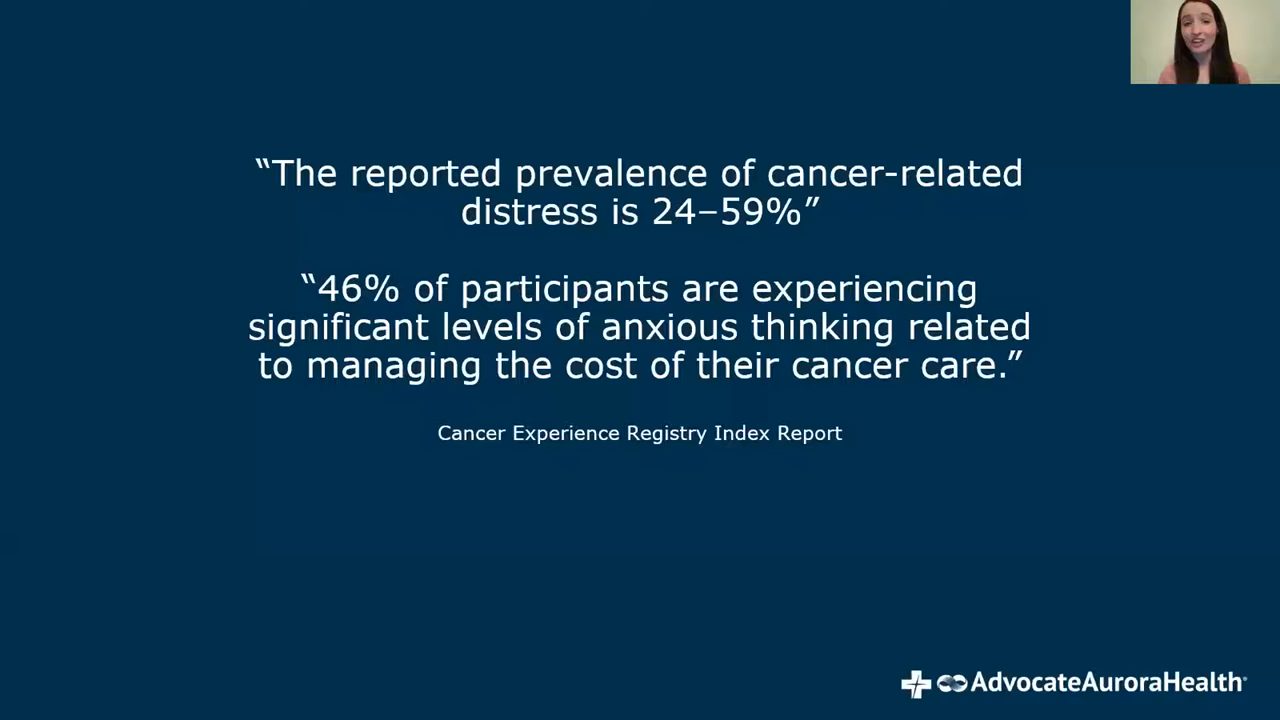 “The reported prevalence of cancer-related
distress is 24–59%”
“46% of participants are experiencing
significant levels of anxious thinking related
to managing the cost of their cancer care.”
Cancer Experience Registry Index Report
AdvocateAuroraHealth®